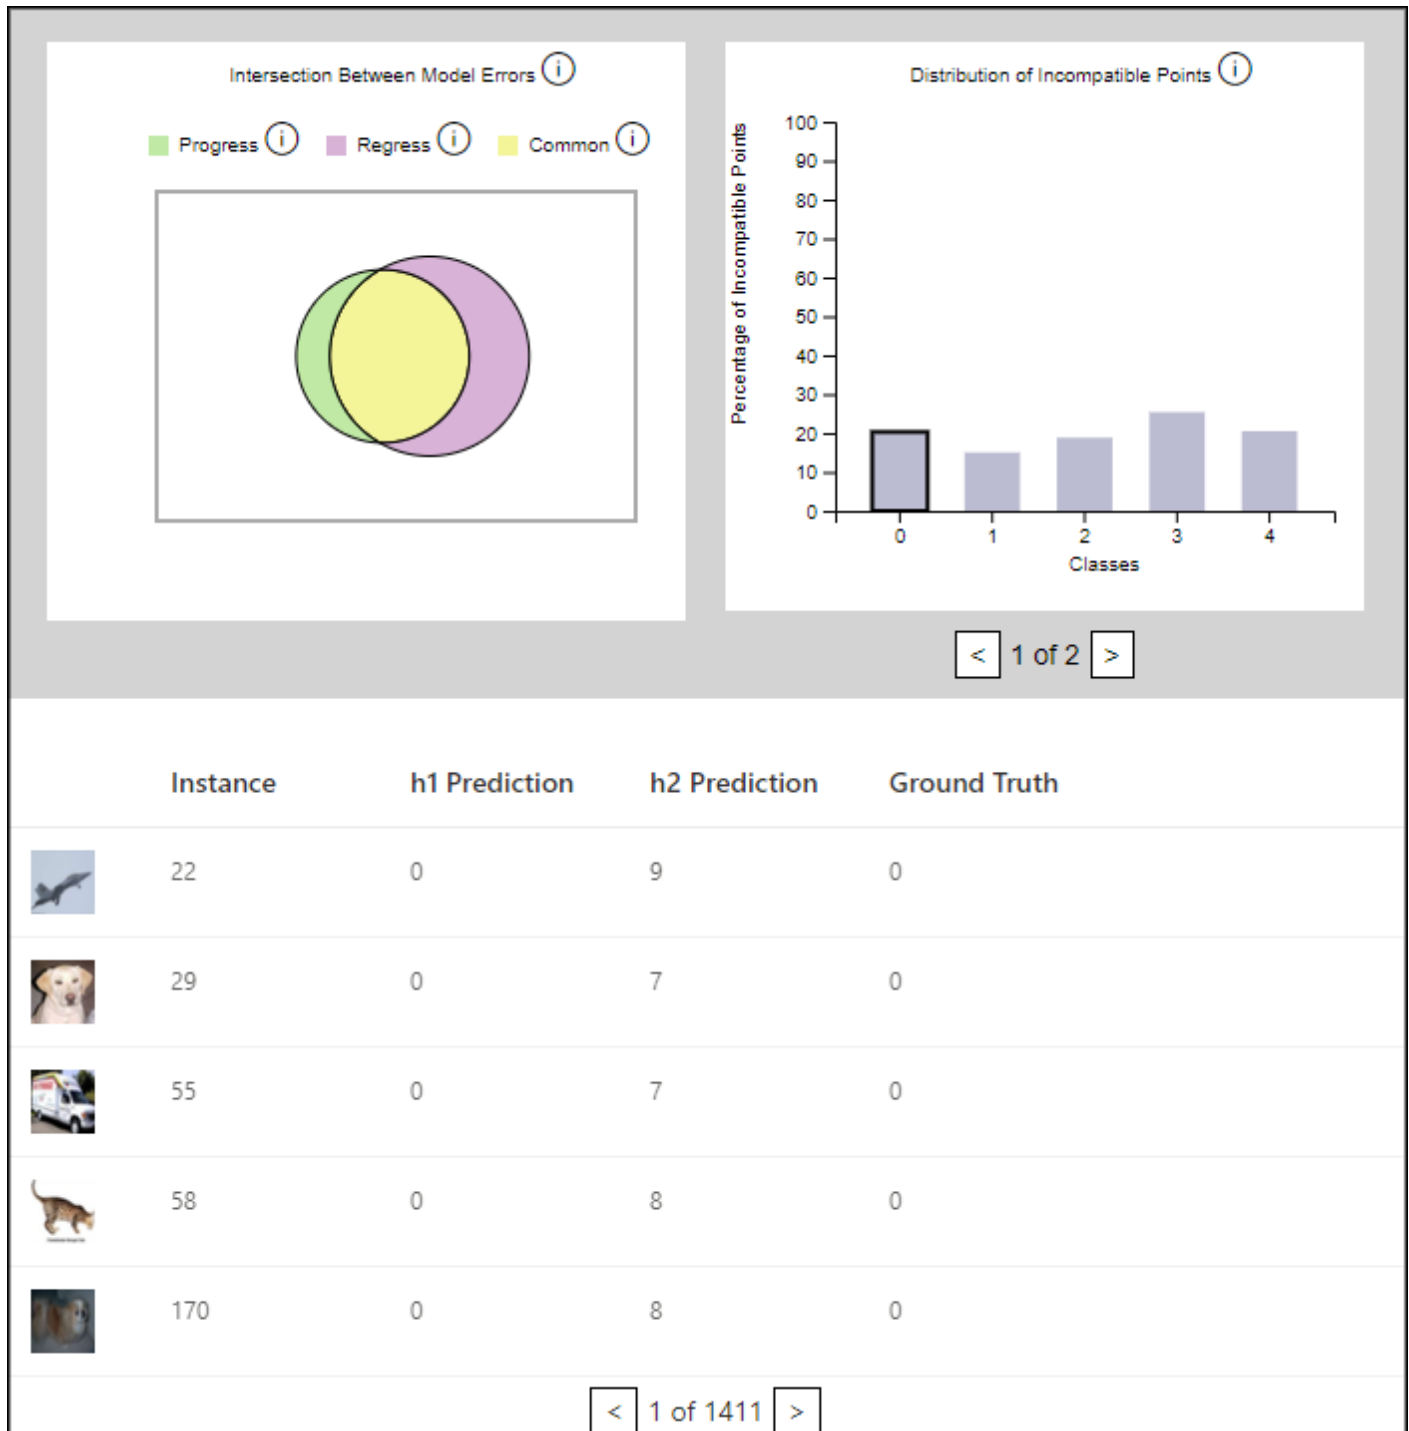 Intersection Between Model Errors i
Progress i Regress i Common i
Distribution of Incompatible Points i
Percentage of Incompatible Points
100
90
80
70
60
50
40
30
20
10
0
0 1 2 3 4
Classes
< 1 of 2 >
Instance h1 Prediction h2 Prediction Ground Truth
22 0 9 0
29 0 7 0
55 0 7 0
58 0 8 0
170 0 8 0
< 1 of 1411 >